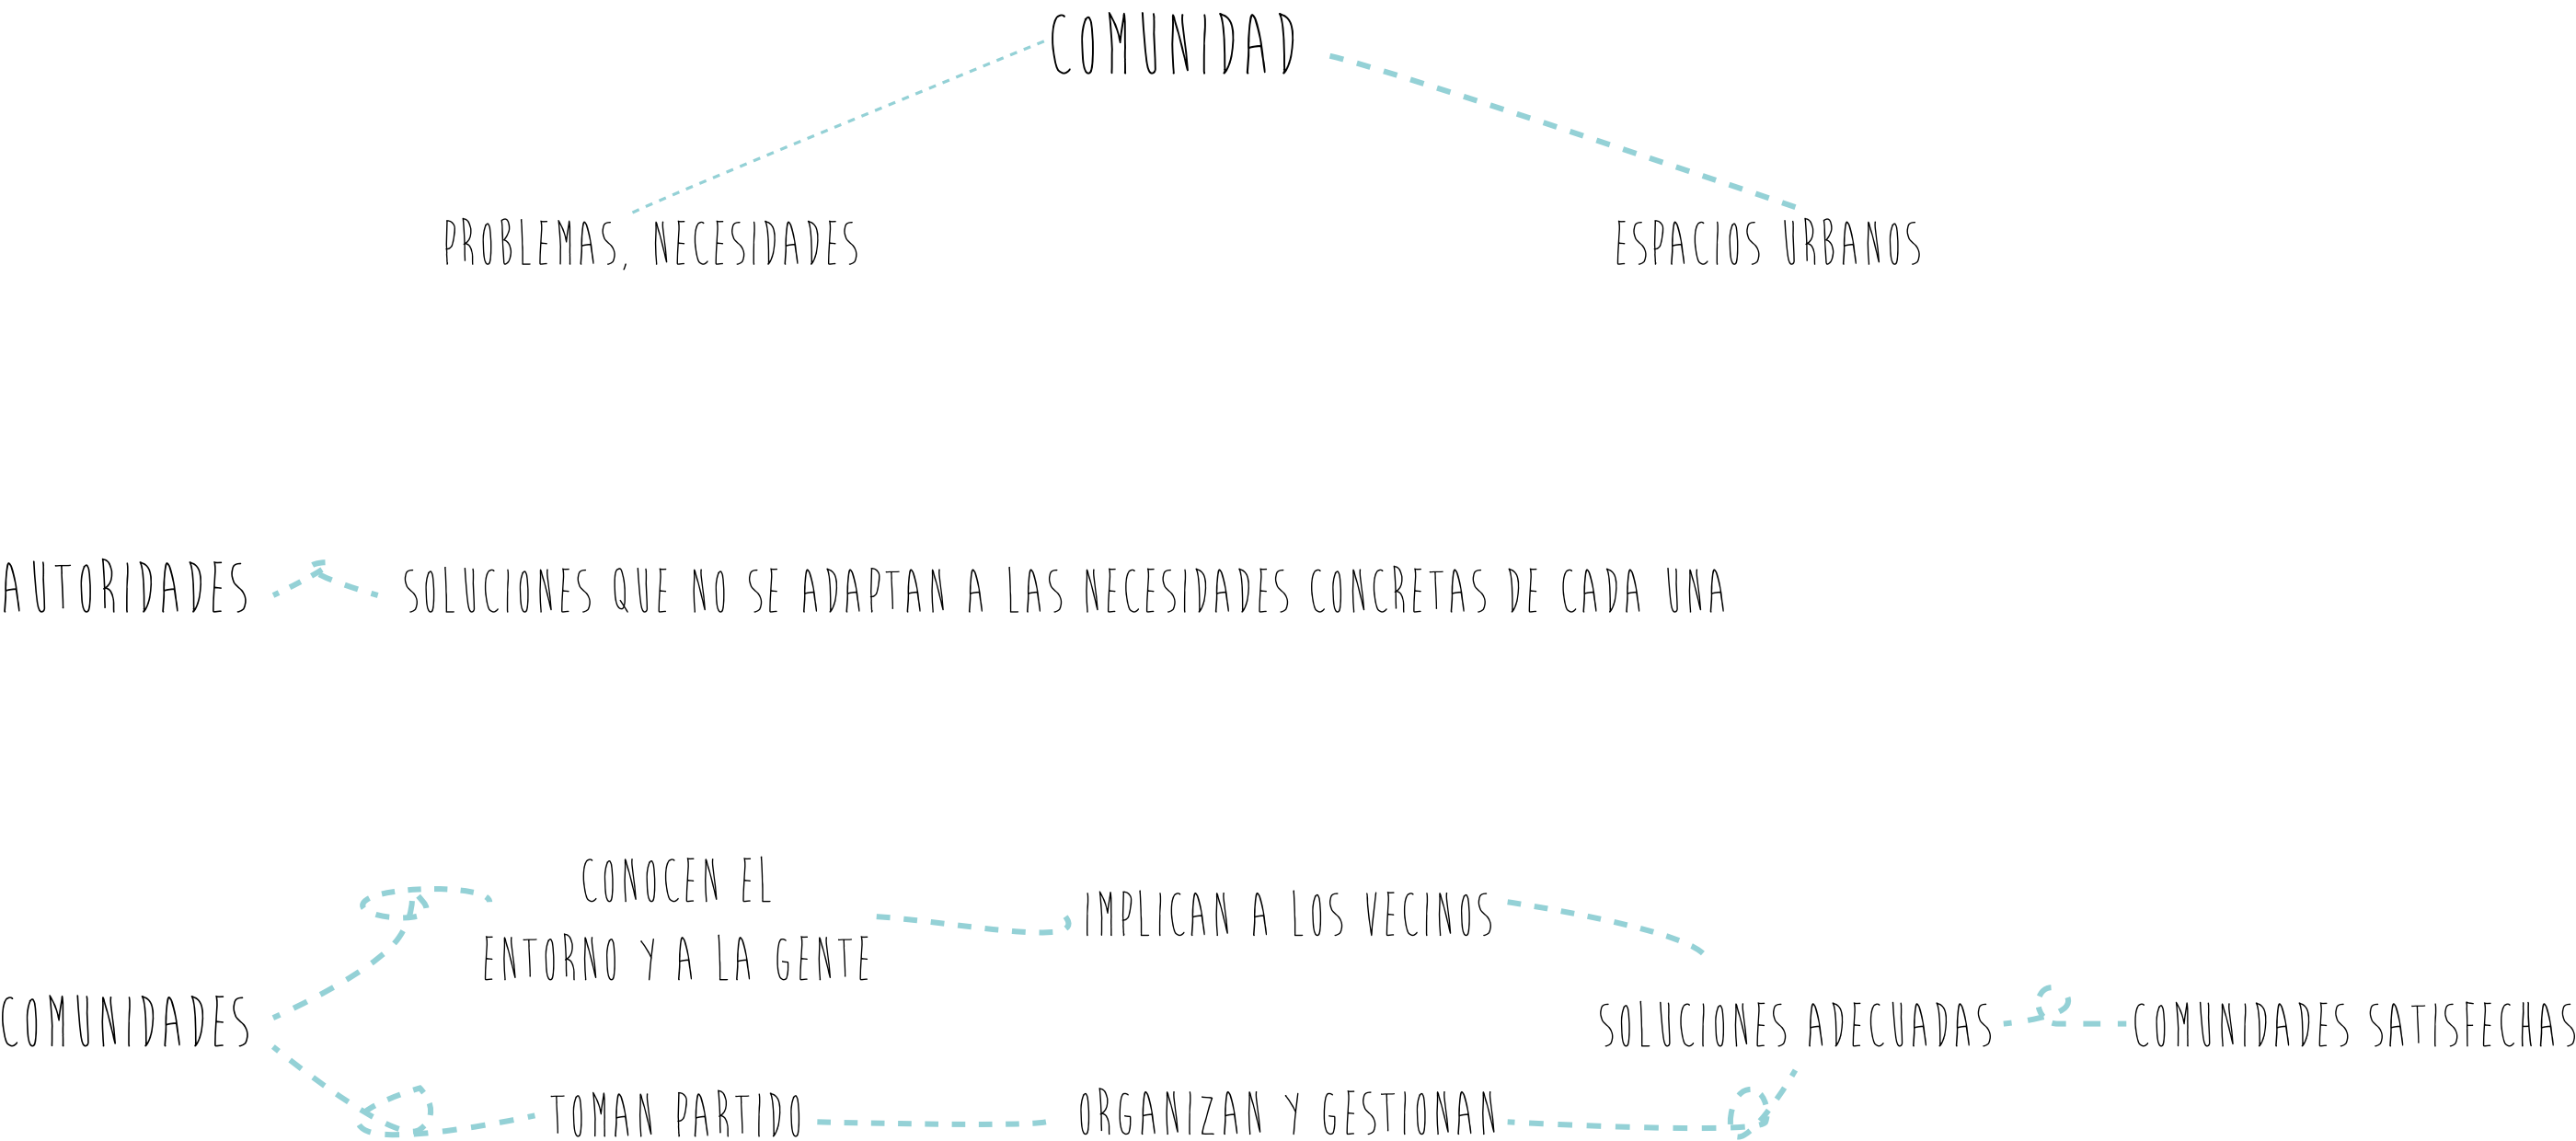 COMUNIDAD
PROBLEMAS, NECESIDADES
ESPACIOS URBANOS
AUTORIDADES
SOLUCIONES QUE NO SE ADAPTAN A LAS NECESIDADES CONCRETAS DE CADA UNA
COMUNIDADES
CONOCEN EL
ENTORNO Y A LA GENTE
IMPLICAN A LOS VECINOS
TOMAN PARTIDO
ORGANIZAN Y GESTIONAN
SOLUCIONES ADECUADAS
COMUNIDADES SATISFECHAS